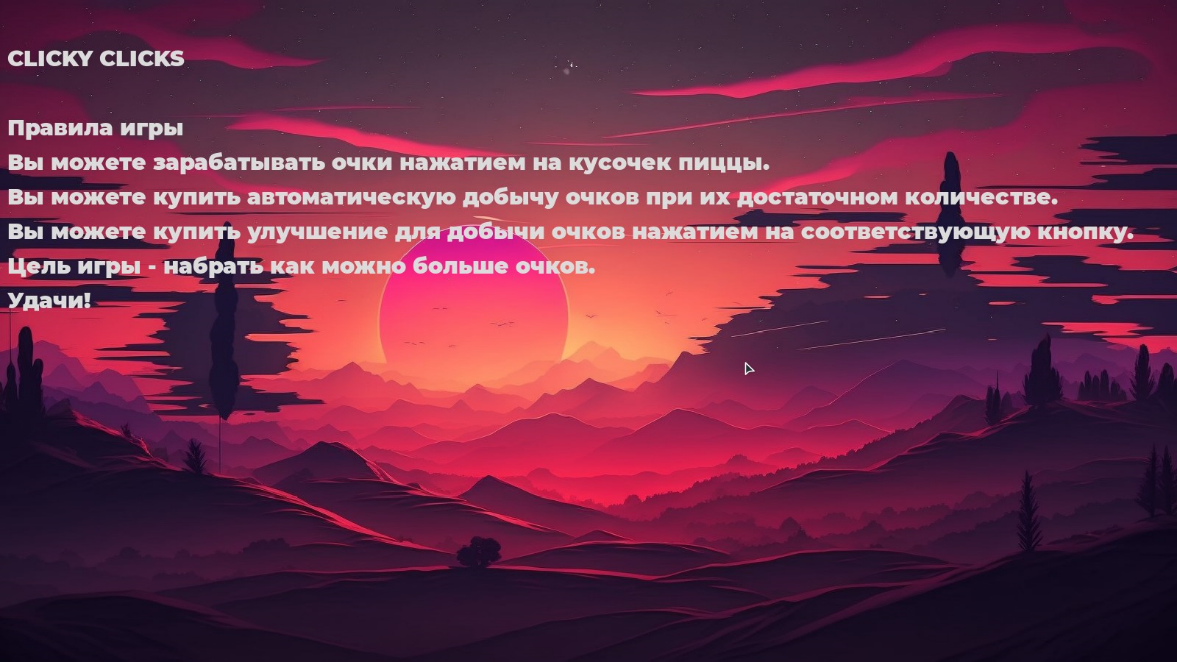 CLICKY CLICKS
Правила игры
Вы можете зарабатывать очки нажатием на кусочек пиццы.
Вы можете купить автоматическую добычу очков при их достаточном количестве.
Вы можете купить улучшение для добычи очков нажатием на соответствующую кнопку.
Цель игры - набрать как можно больше очков.
Удачи!